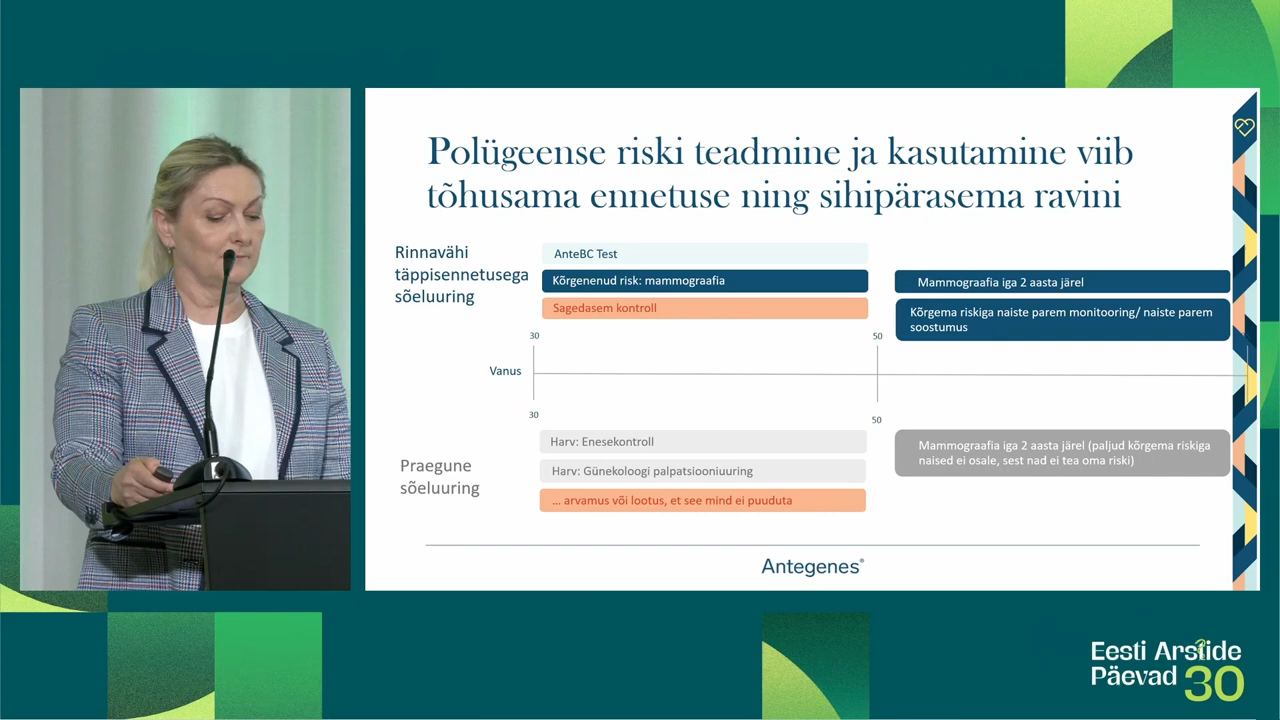 Polügeense riski teadmine ja kasutamine viib
tõhusama ennetuse ning sihipärasema ravini
Rinnavähi
täppisennetusega
sõeluuring
AnteBC Test
Kõrgenenud risk: mammograafia
Sagedasem kontroll
Mammograafia iga 2 aasta järel
Kõrgema riskiga naiste parem monitooring/ naiste parem
soostumus
30
50
Vanus
30
50
Praegune
sõeluuring
Harv: Enesekontroll
Harv: Günekoloogi palpatsiooniuuring
... arvamus või lootus, et see mind ei puuduta
Mammograafia iga 2 aasta järel (paljud kõrgema riskiga
naised ei osale, sest nad ei tea oma riski)
Antegenes®
Eesti Arstide
Päevad 30